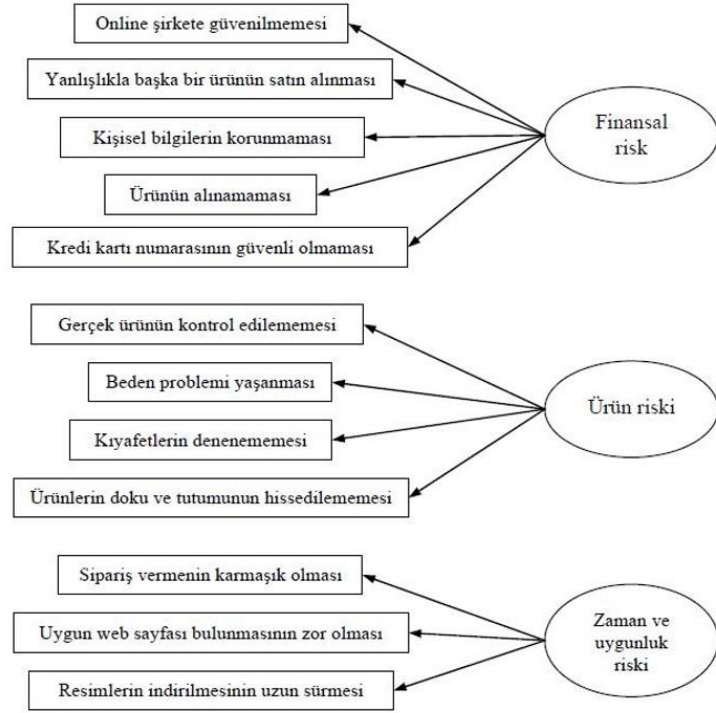 Online şirkete güvenilmemesi
Yanlışlıkla başka bir ürünün satın alınması
Kişisel bilgilerin korunmaması
Ürünün alınamaması
Kredi kartı numarasının güvenli olmaması
Finansal
risk
Gerçek ürünün kontrol edilememesi
Beden problemi yaşanması
Kıyafetlerin denenememesi
Ürünlerin doku ve tutumunun hissedilememesi
Ürün riski
Sipariş vermenin karmaşık olması
Uygun web sayfası bulunmasının zor olması
Resimlerin indirilmesinin uzun sürmesi
Zaman ve
uygunluk
riski